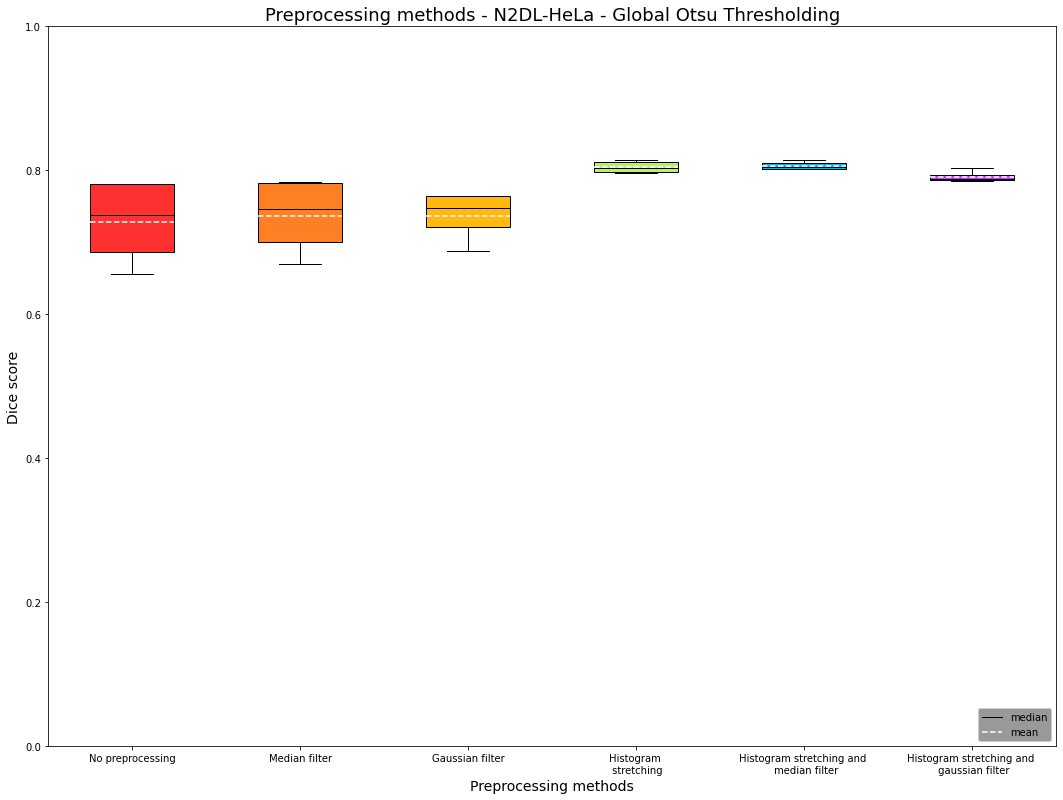 Preprocessing methods - N2DL-HeLa - Global Otsu Thresholding
1.0
0.8
0.6
0.4
0.2
0.0
Dice score
median
mean
No preprocessing
Median filter
Gaussian filter
Histogram
stretching
Histogram stretching and
median filter
Histogram stretching and
gaussian filter
Preprocessing methods